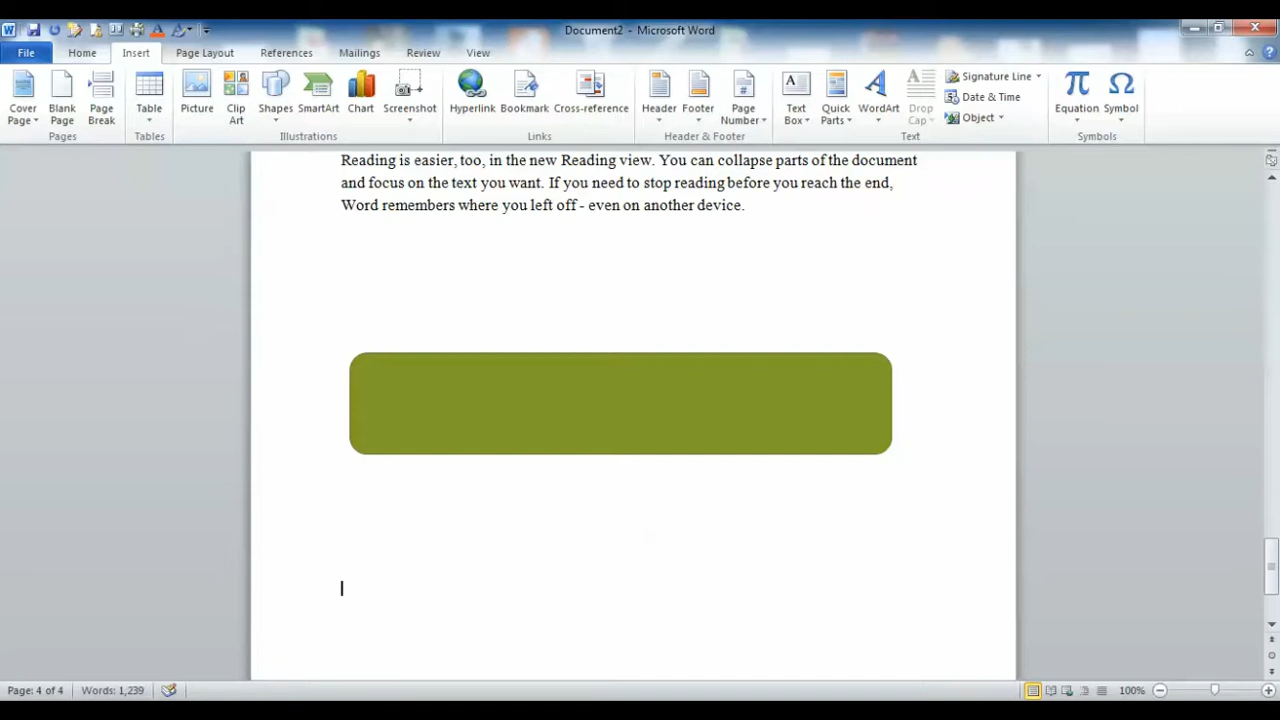 Document2 - Microsoft Word
File Home Insert Page Layout References Mailings Review View
Cover Page
Blank Page
Page Break
Table
Picture
Clip Art
Shapes
SmartArt
Chart
Screenshot
Hyperlink
Bookmark
Cross-reference
Header
Footer
Page Number
Text Box
Quick Parts
WordArt
Drop Cap
Signature Line
Date & Time
Object
Equation
Symbol
Pages Tables Illustrations Links Header & Footer Text Symbols
Reading is easier, too, in the new Reading view. You can collapse parts of the document
and focus on the text you want. If you need to stop reading before you reach the end,
Word remembers where you left off - even on another device.
Page: 4 of 4 Words: 1,239 100%